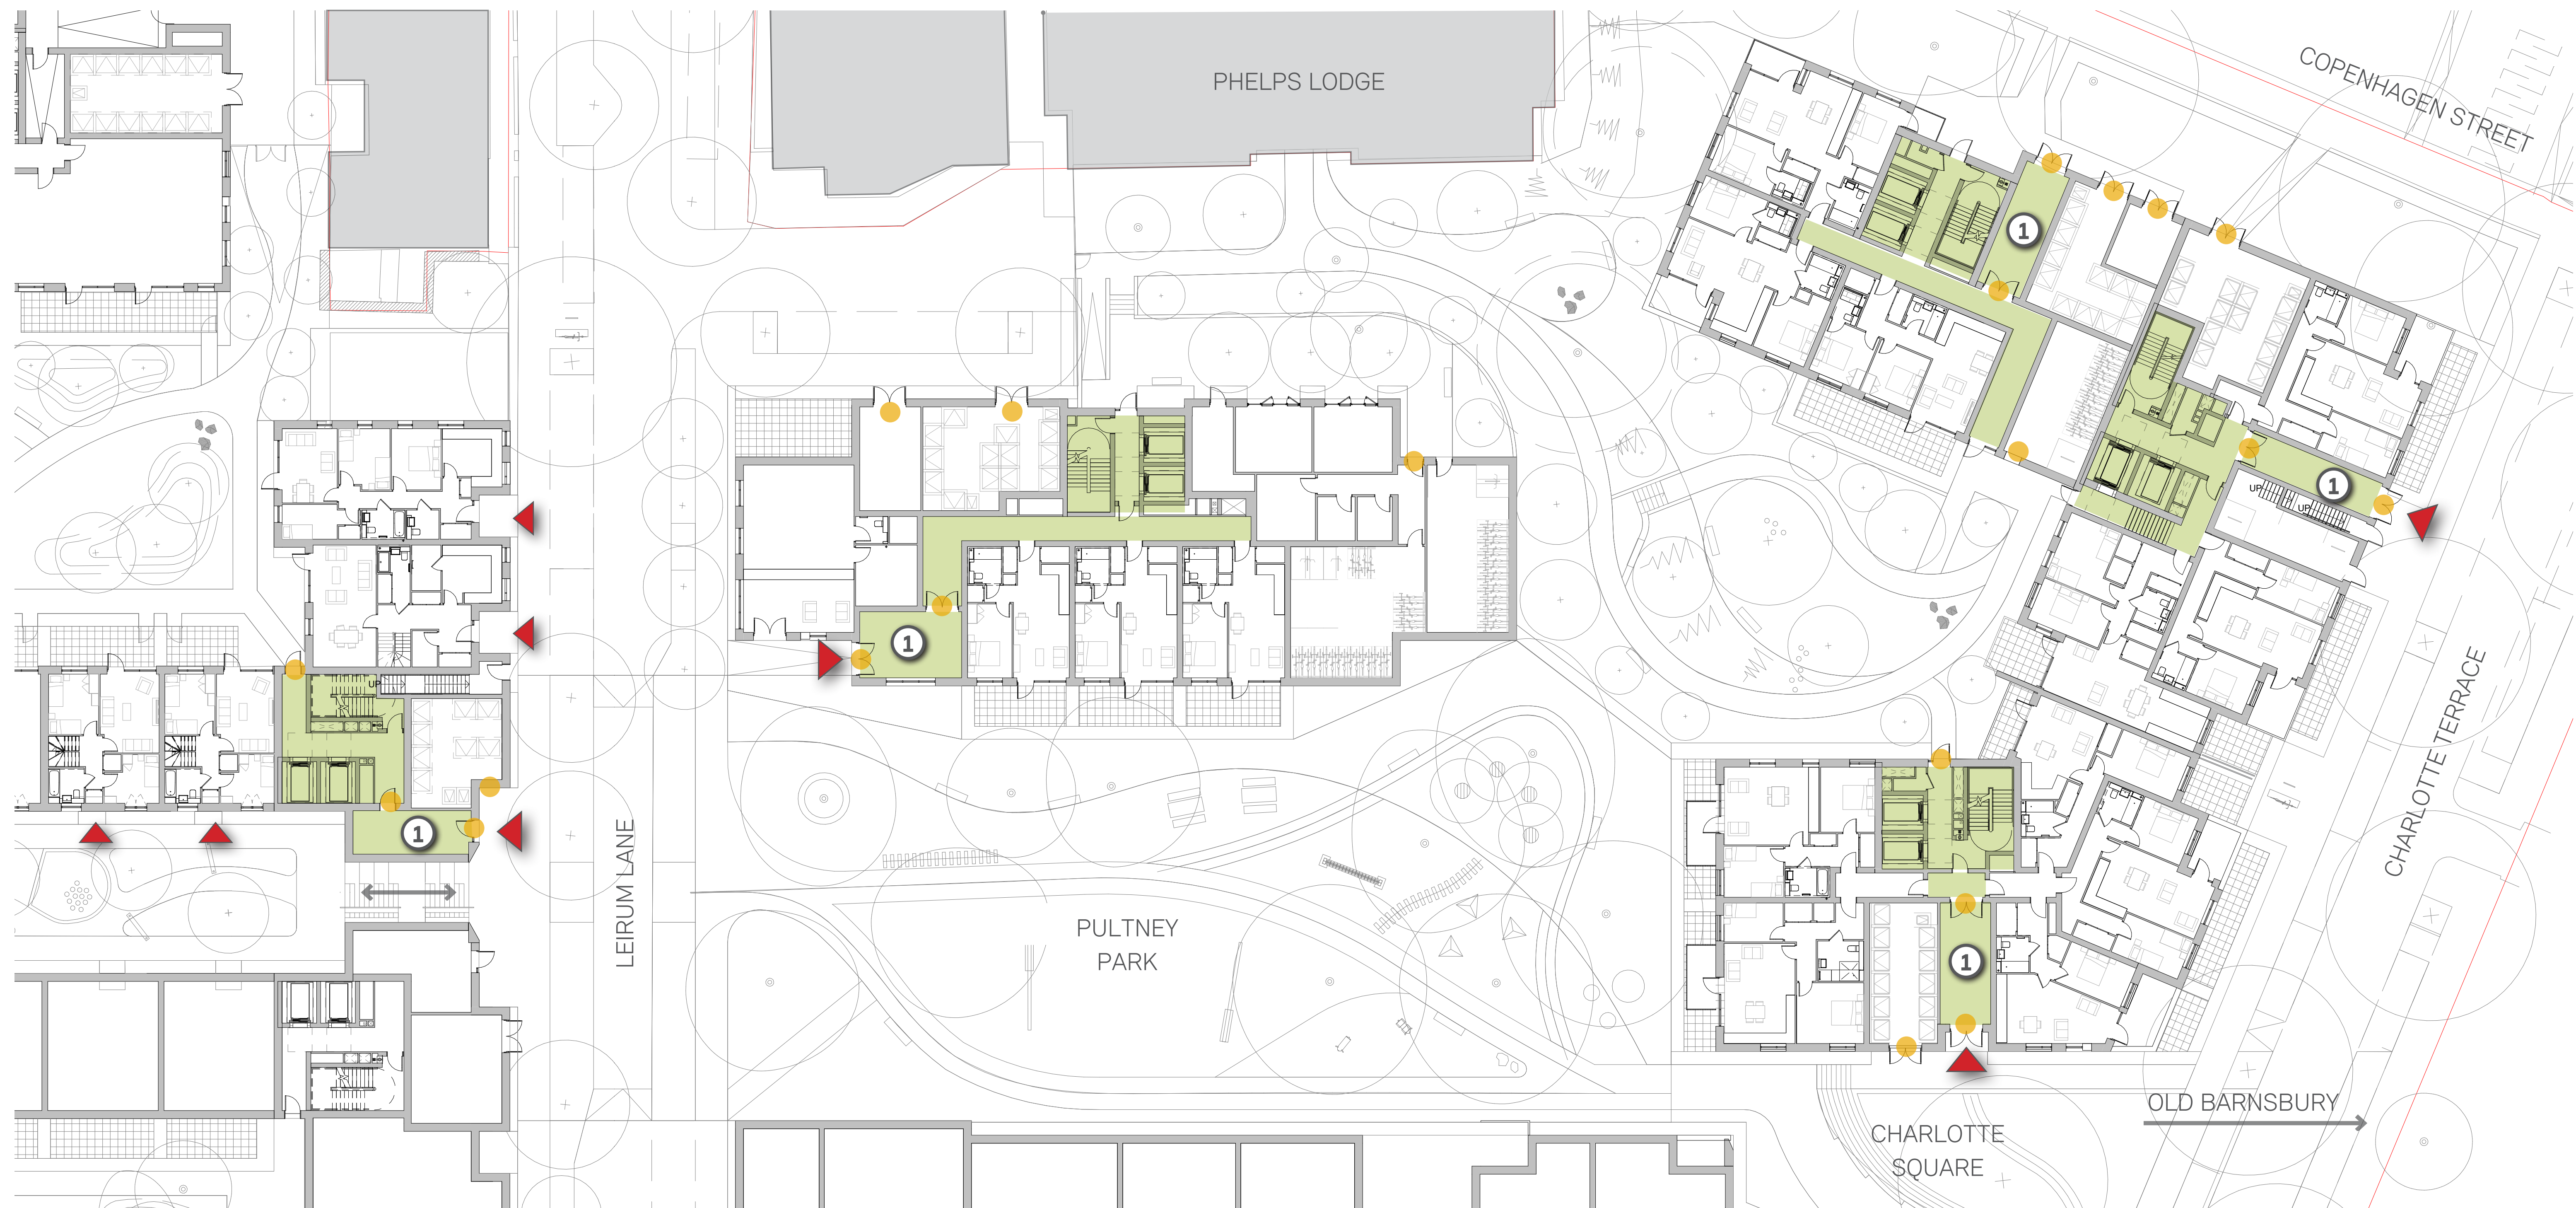 PHELPS LODGE
COPENHAGEN STREET
1
1
UP
UP
1
UP
1
LEIRUM LANE
PULTNEY
PARK
1
CHARLOTTE TERRACE
OLD BARNSBURY
CHARLOTTE
SQUARE